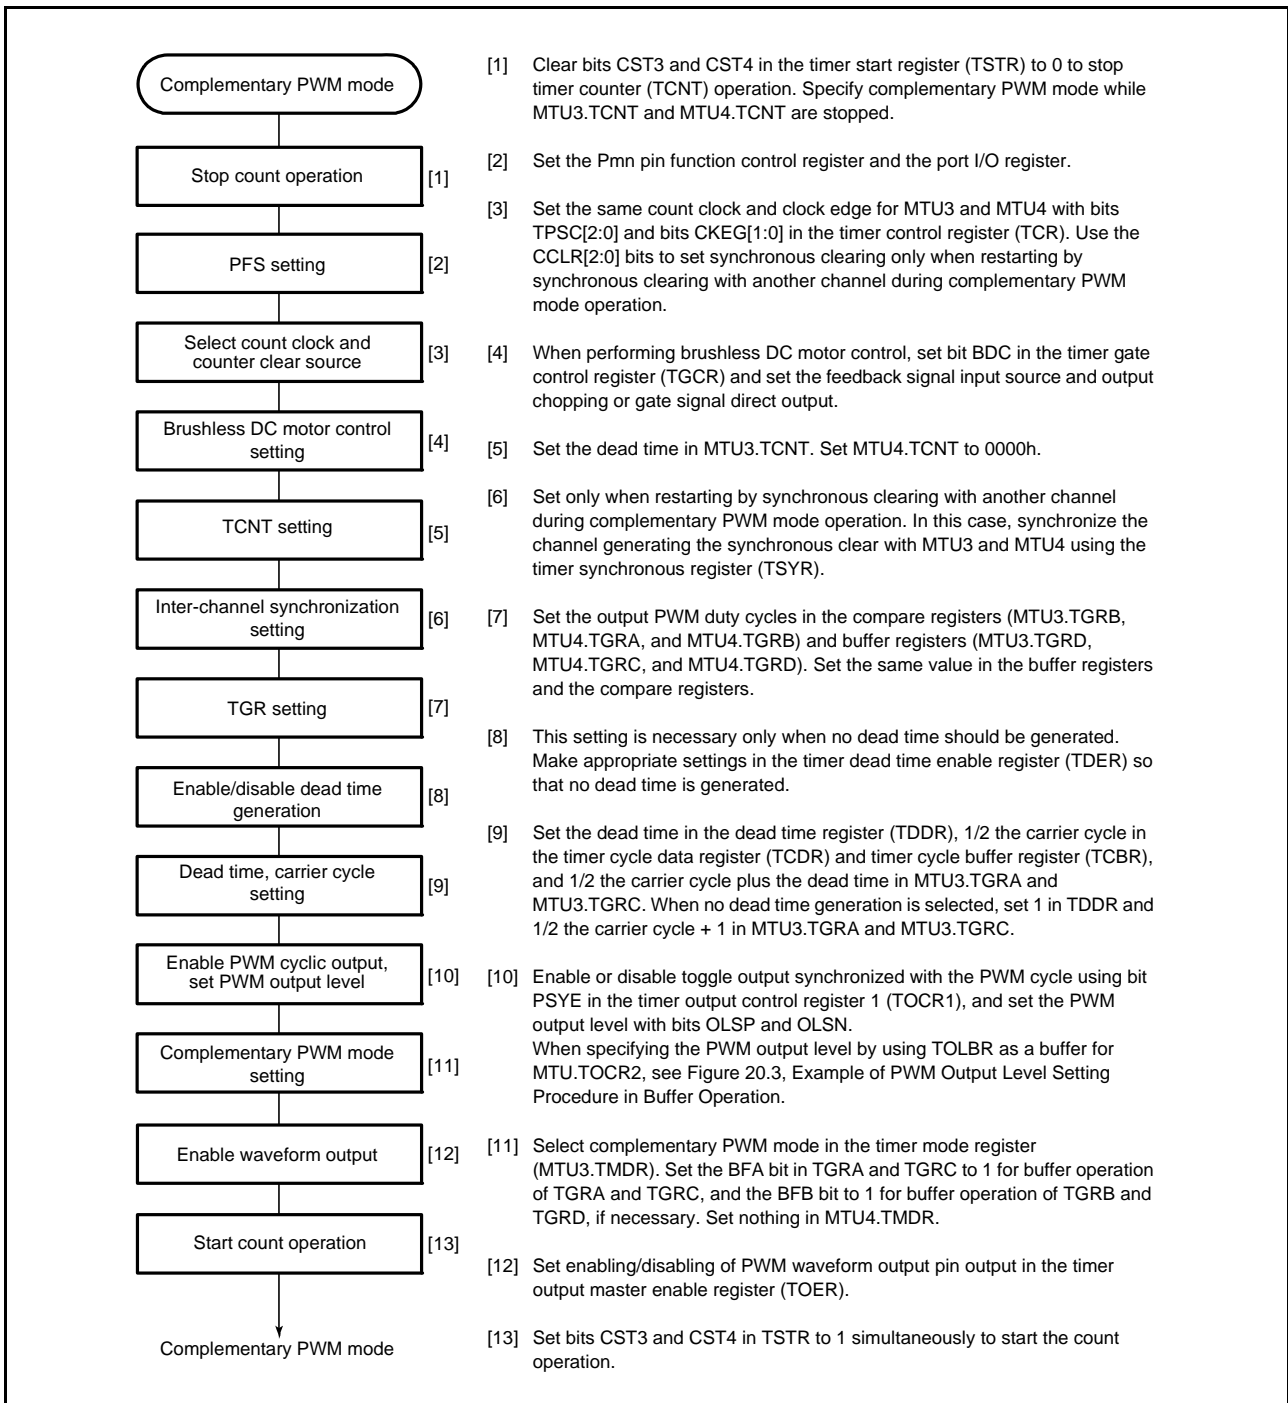 Complementary PWM mode
Stop count operation
[1]
PFS setting
[2]
Select count clock and
counter clear source
[3]
Brushless DC motor control
setting
[4]
TCNT setting
[5]
Inter-channel synchronization
setting
[6]
TGR setting
[7]
Enable/disable dead time
generation
[8]
Dead time, carrier cycle
setting
[9]
Enable PWM cyclic output,
set PWM output level
[10]
Complementary PWM mode
setting
[11]
Enable waveform output
[12]
Start count operation
[13]
Complementary PWM mode
[1] Clear bits CST3 and CST4 in the timer start register (TSTR) to 0 to stop
timer counter (TCNT) operation. Specify complementary PWM mode while
MTU3.TCNT and MTU4.TCNT are stopped.
[2] Set the Pmn pin function control register and the port I/O register.
[3] Set the same count clock and clock edge for MTU3 and MTU4 with bits
TPSC[2:0] and bits CKEG[1:0] in the timer control register (TCR). Use the
CCLR[2:0] bits to set synchronous clearing only when restarting by
synchronous clearing with another channel during complementary PWM
mode operation.
[4] When performing brushless DC motor control, set bit BDC in the timer gate
control register (TGCR) and set the feedback signal input source and output
chopping or gate signal direct output.
[5] Set the dead time in MTU3.TCNT. Set MTU4.TCNT to 0000h.
[6] Set only when restarting by synchronous clearing with another channel
during complementary PWM mode operation. In this case, synchronize the
channel generating the synchronous clear with MTU3 and MTU4 using the
timer synchronous register (TSYR).
[7] Set the output PWM duty cycles in the compare registers (MTU3.TGRB,
MTU4.TGRA, and MTU4.TGRB) and buffer registers (MTU3.TGRD,
MTU4.TGRC, and MTU4.TGRD). Set the same value in the buffer registers
and the compare registers.
[8] This setting is necessary only when no dead time should be generated.
Make appropriate settings in the timer dead time enable register (TDER) so
that no dead time is generated.
[9] Set the dead time in the dead time register (TDDR), 1/2 the carrier cycle in
the timer cycle data register (TCDR) and timer cycle buffer register (TCBR),
and 1/2 the carrier cycle plus the dead time in MTU3.TGRA and
MTU3.TGRC. When no dead time generation is selected, set 1 in TDDR and
1/2 the carrier cycle + 1 in MTU3.TGRA and MTU3.TGRC.
[10] Enable or disable toggle output synchronized with the PWM cycle using bit
PSYE in the timer output control register 1 (TOCR1), and set the PWM
output level with bits OLSP and OLSN.
When specifying the PWM output level by using TOLBR as a buffer for
MTU.TOCR2, see Figure 20.3, Example of PWM Output Level Setting
Procedure in Buffer Operation.
[11] Select complementary PWM mode in the timer mode register
(MTU3.TMDR). Set the BFA bit in TGRA and TGRC to 1 for buffer operation
of TGRA and TGRC, and the BFB bit to 1 for buffer operation of TGRB and
TGRD, if necessary. Set nothing in MTU4.TMDR.
[12] Set enabling/disabling of PWM waveform output pin output in the timer
output master enable register (TOER).
[13] Set bits CST3 and CST4 in TSTR to 1 simultaneously to start the count
operation.